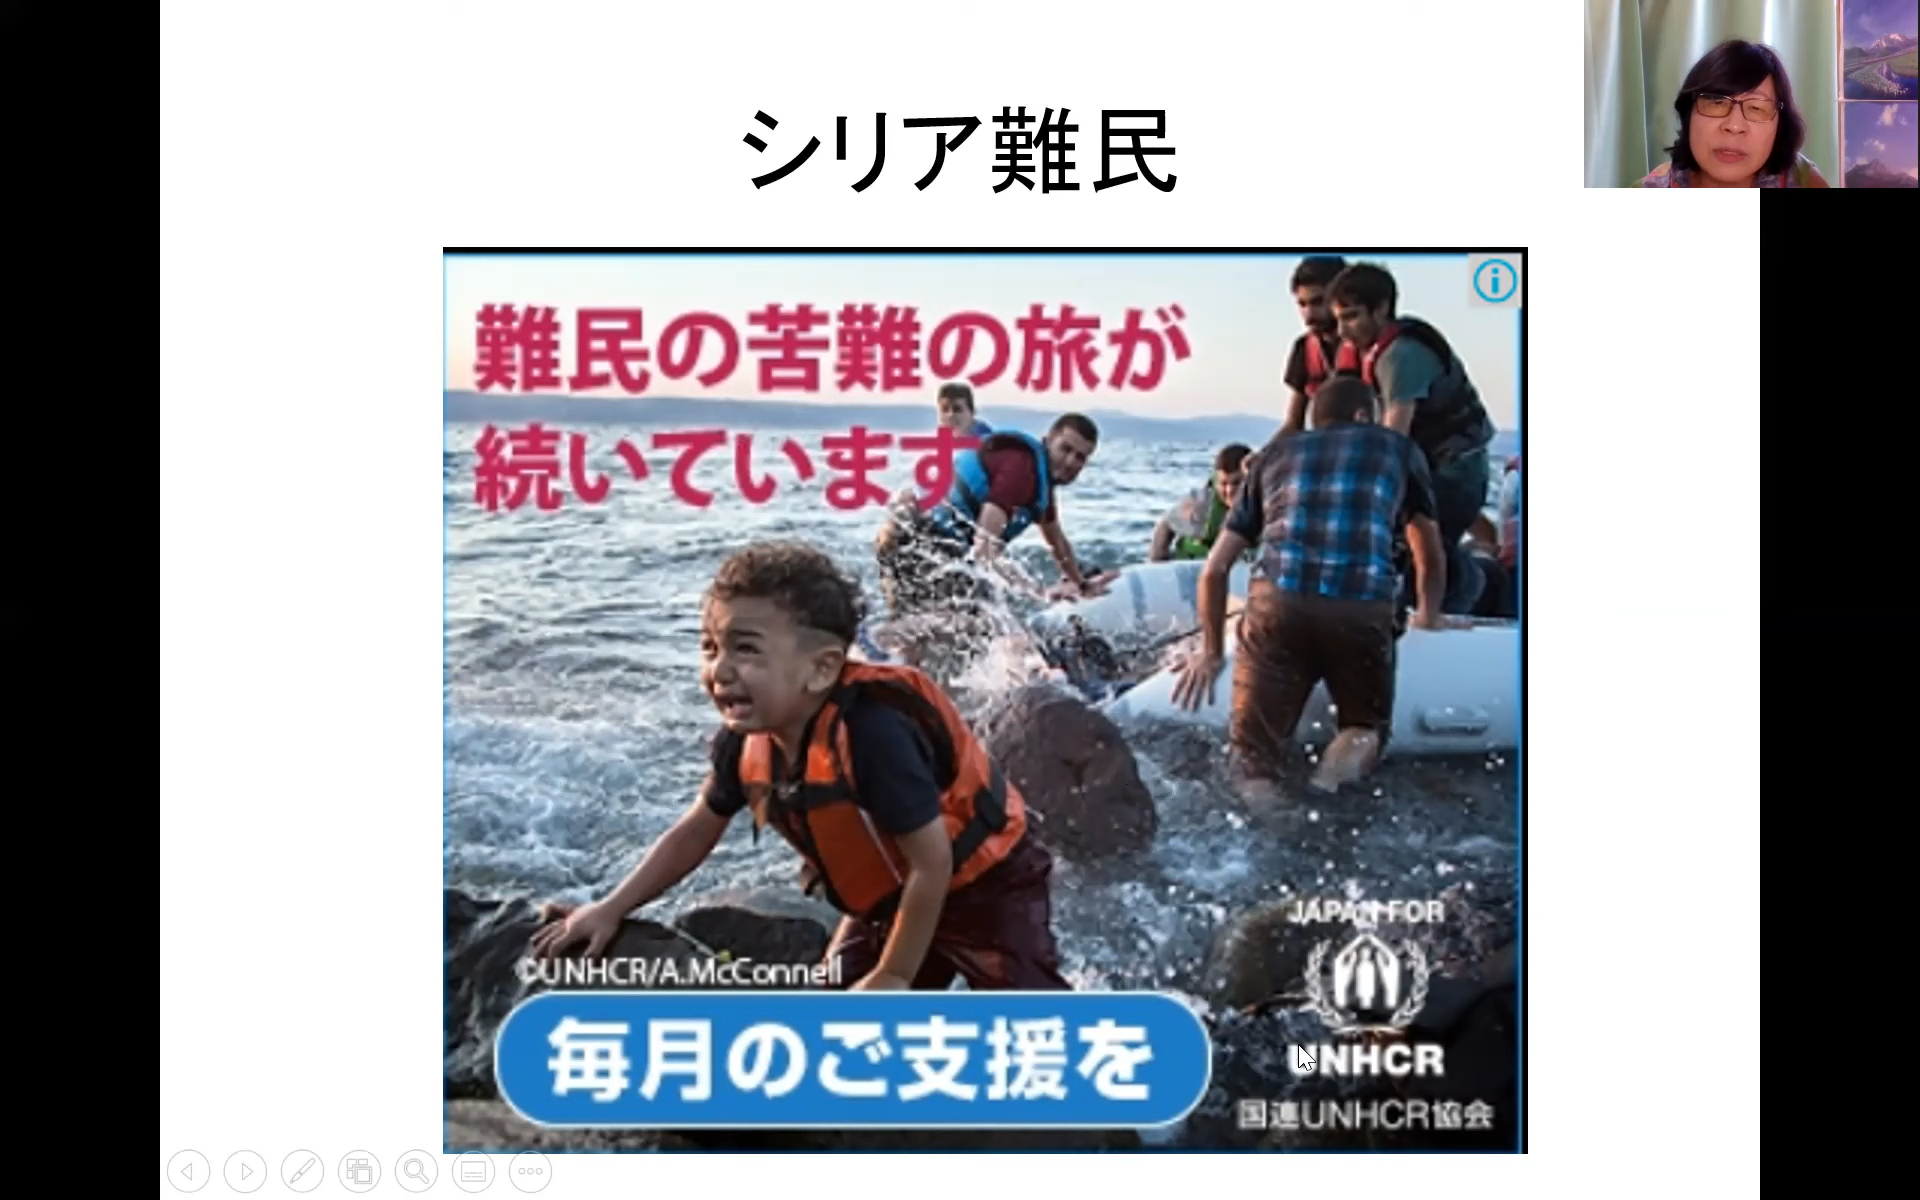 シリア難民
難民の苦難の旅が
続いています
©UNHCR/A.McConnell
毎月のご支援を
JAPAN FOR
UNHCR
国連UNHCR協会